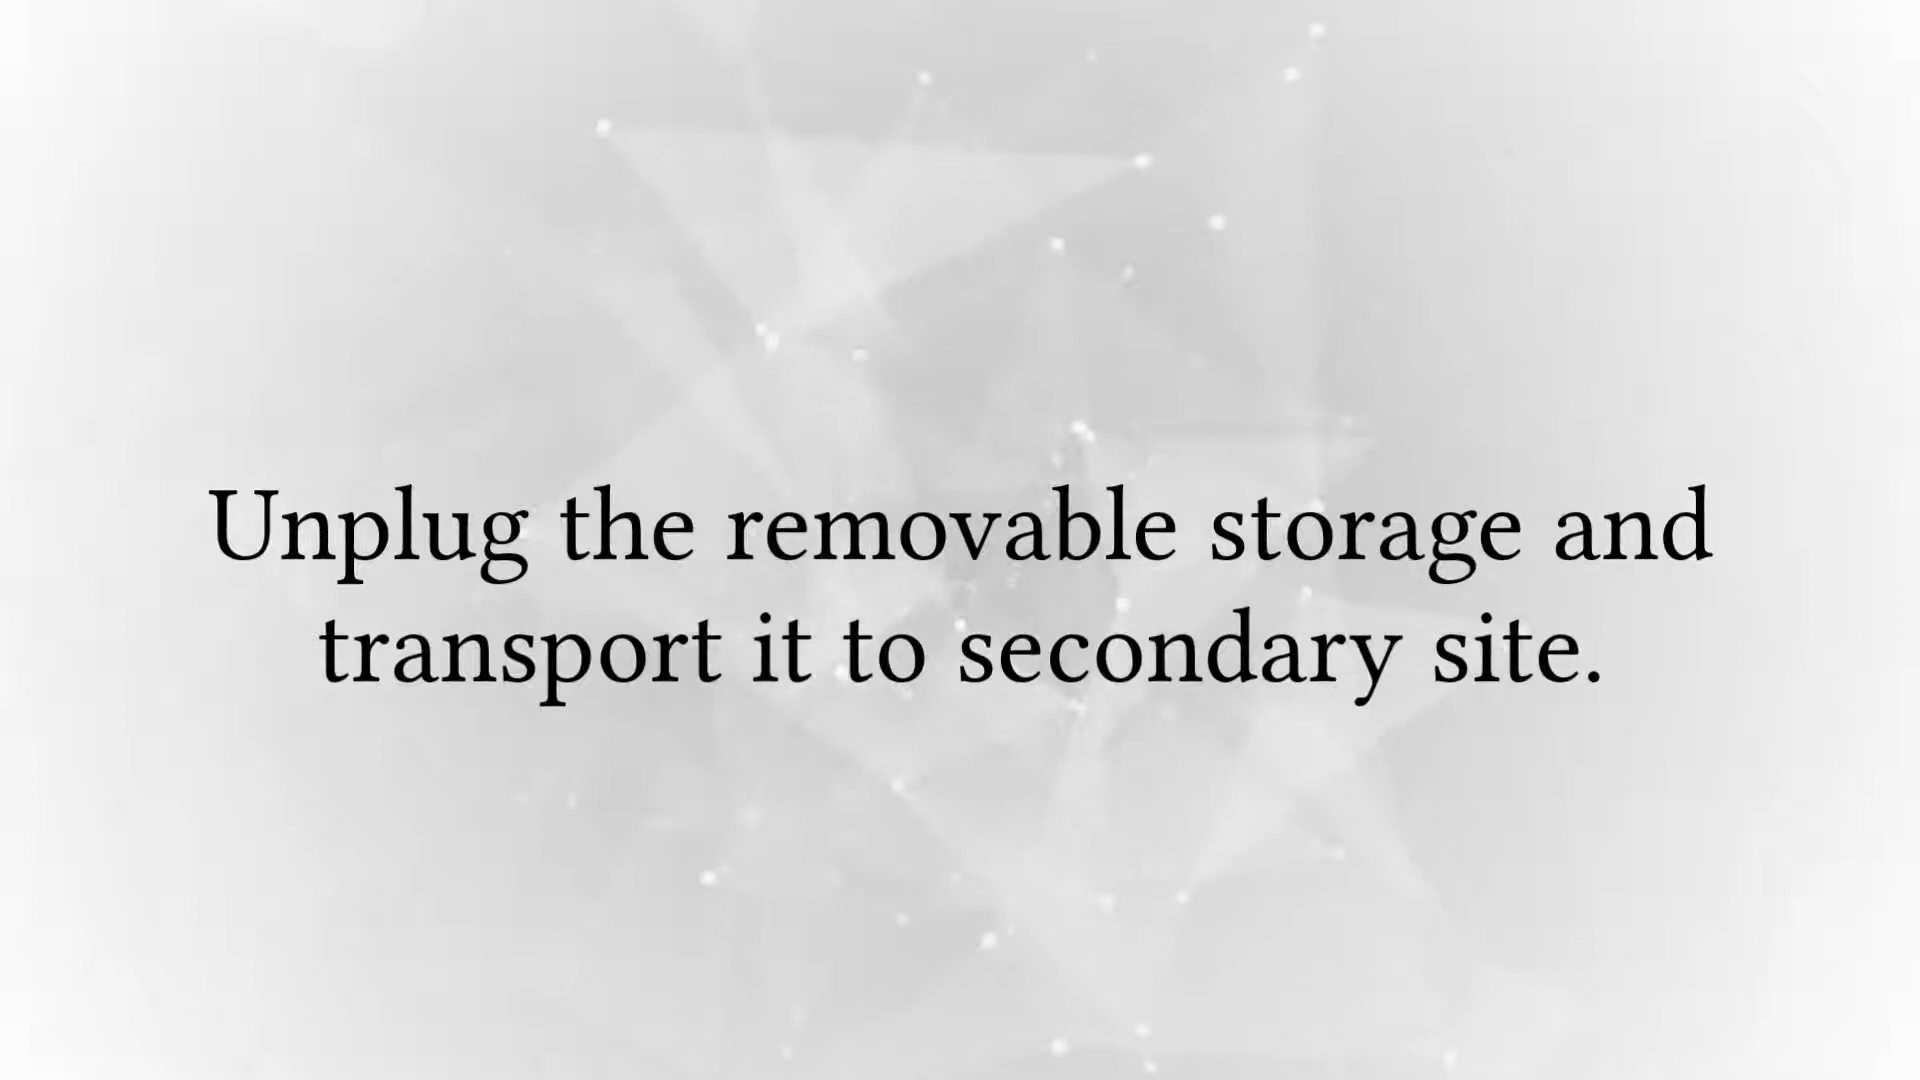 Unplug the removable storage and
transport it to secondary site.